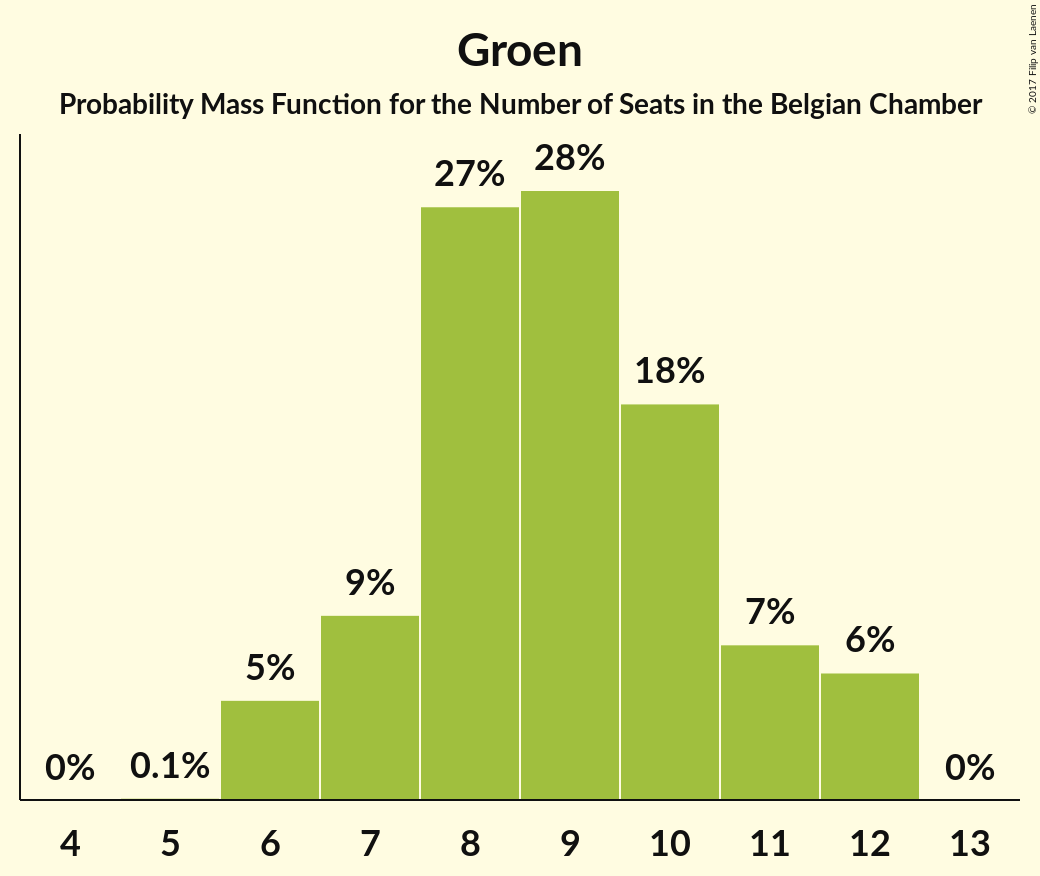 Groen
Probability Mass Function for the Number of Seats in the Belgian Chamber
© 2017 Filip van Laenen
28%
27%
18%
9%
7%
6%
5%
0%
0.1%
0%
4 5 6 7 8 9 10 11 12 13